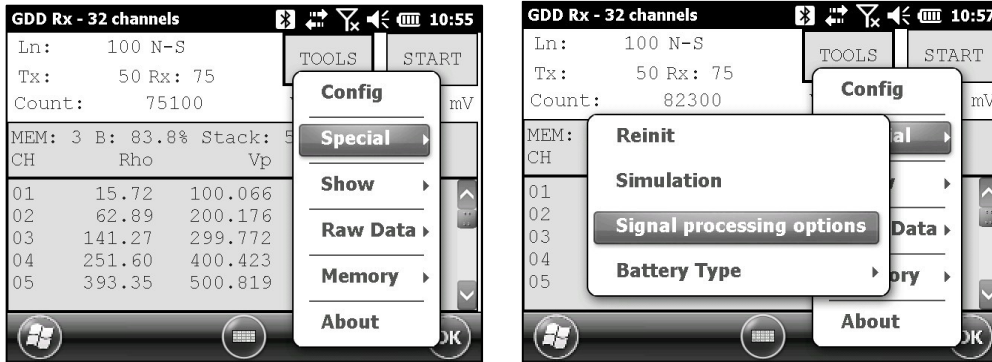 GDD Rx - 32 channels 10:55
Ln: 100 N-S
TOOLS START
Tx: 50 Rx: 75
Count: 75100 mV
MEM: 3 B: 83.8% Stack: 5
CH Rho Vp
01 15.72 100.066
02 62.89 200.176
03 141.27 299.772
04 251.60 400.423
05 393.35 500.819
Config
Special
Show
Raw Data
Memory
About
OK
GDD Rx - 32 channels 10:57
Ln: 100 N-S
TOOLS START
Tx: 50 Rx: 75
Count: 82300 mV
MEM:
CH
01
02
03
04
05
Config
ial
Data
ory
About
OK
Reinit
Simulation
Signal processing options
Battery Type